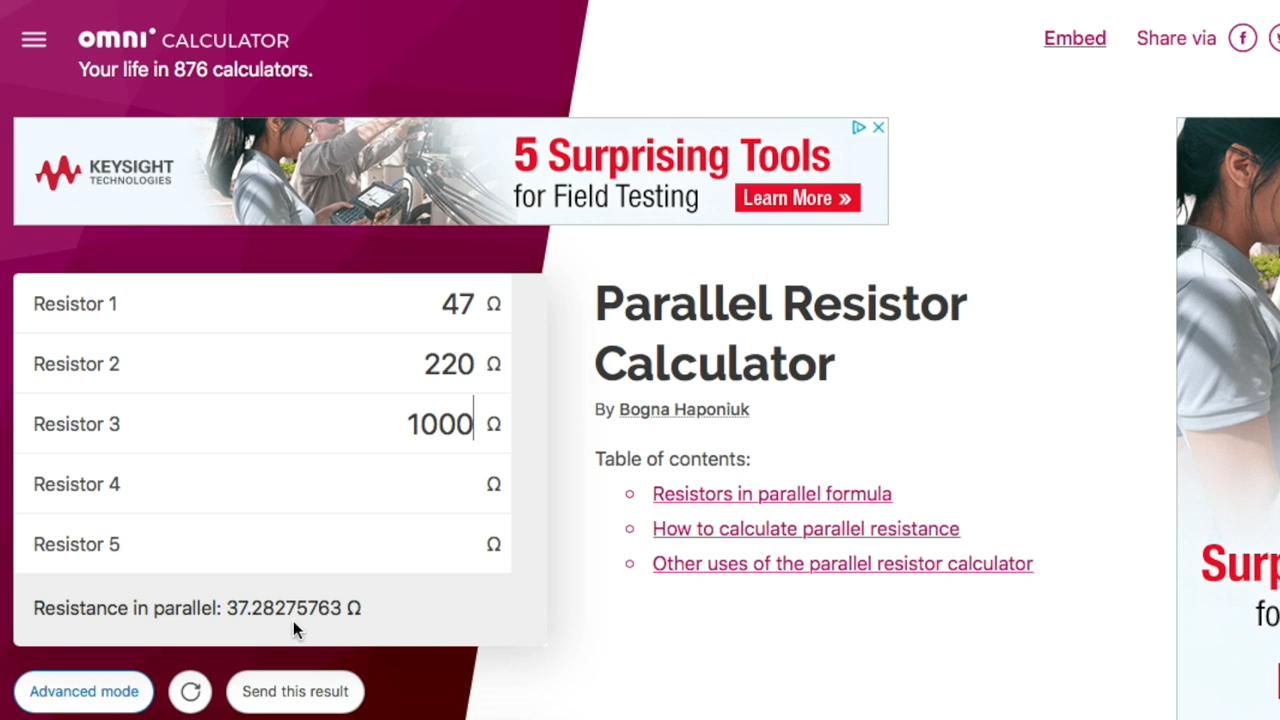 omni CALCULATOR
Your life in 876 calculators.
Embed
Share via
KEYSIGHT
TECHNOLOGIES
5 Surprising Tools
for Field Testing
Learn More »
Resistor 1 47 Ω
Resistor 2 220 Ω
Resistor 3 1000 Ω
Resistor 4 Ω
Resistor 5 Ω
Resistance in parallel: 37.28275763 Ω
Advanced mode
Send this result
Parallel Resistor
Calculator
By Bogna Haponiuk
Table of contents:
Resistors in parallel formula
How to calculate parallel resistance
Other uses of the parallel resistor calculator